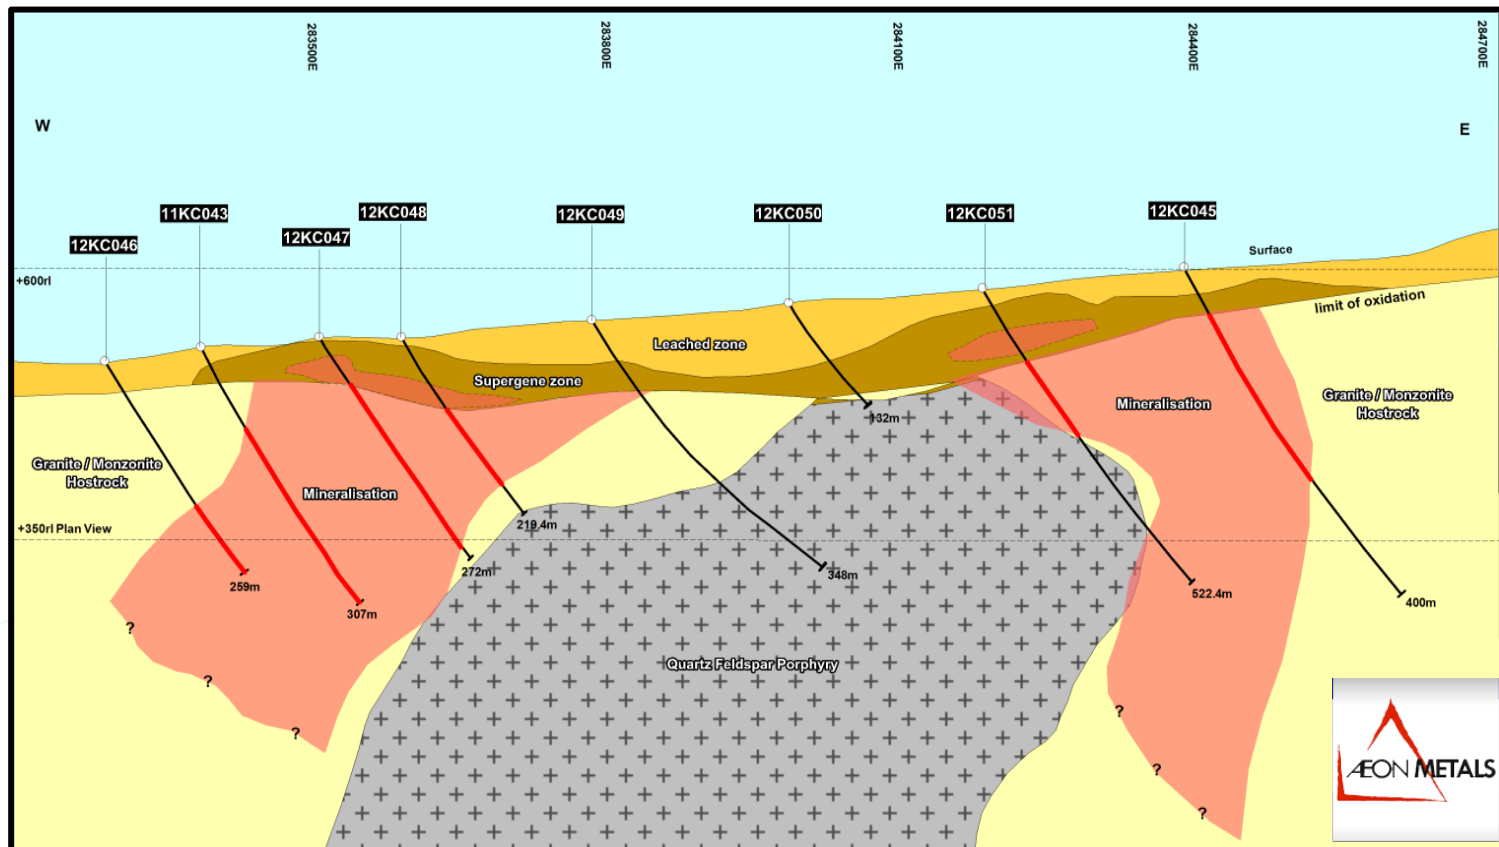 283500E
283800E
284100E
284400E
284700E
W
E
12KC046
11KC043
12KC047
12KC048
12KC049
12KC050
12KC051
12KC045
+600rl
Surface
limit of oxidation
Leached zone
Supergene zone
Granite / Monzonite
Hostrock
Mineralisation
Mineralisation
Granite / Monzonite
Hostrock
+350rl Plan View
132m
219.4m
272m
348m
259m
307m
522.4m
400m
Quartz Feldspar Porphyry
?
?
?
?
?
?
ÆON METALS